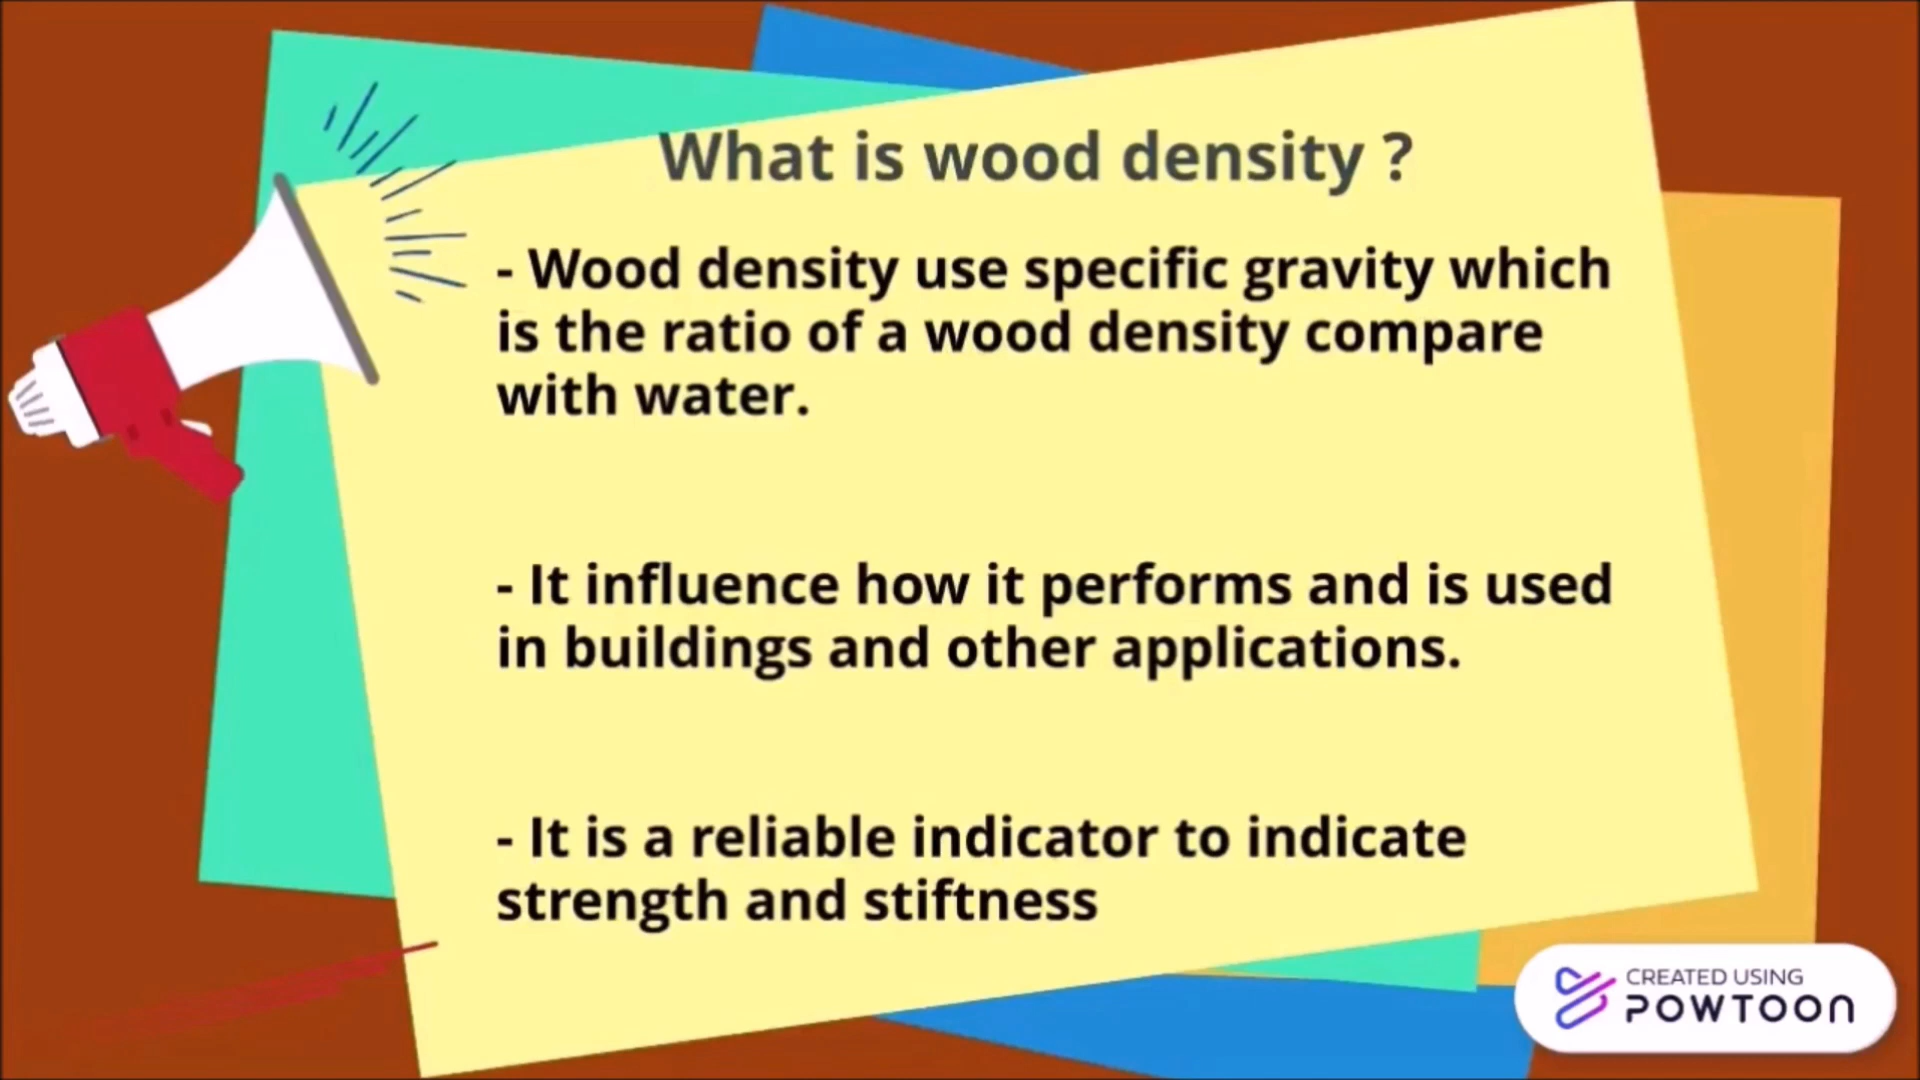 What is wood density ?
- Wood density use specific gravity which
is the ratio of a wood density compare
with water.
- It influence how it performs and is used
in buildings and other applications.
- It is a reliable indicator to indicate
strength and stiftness
CREATED USING
POWTOON